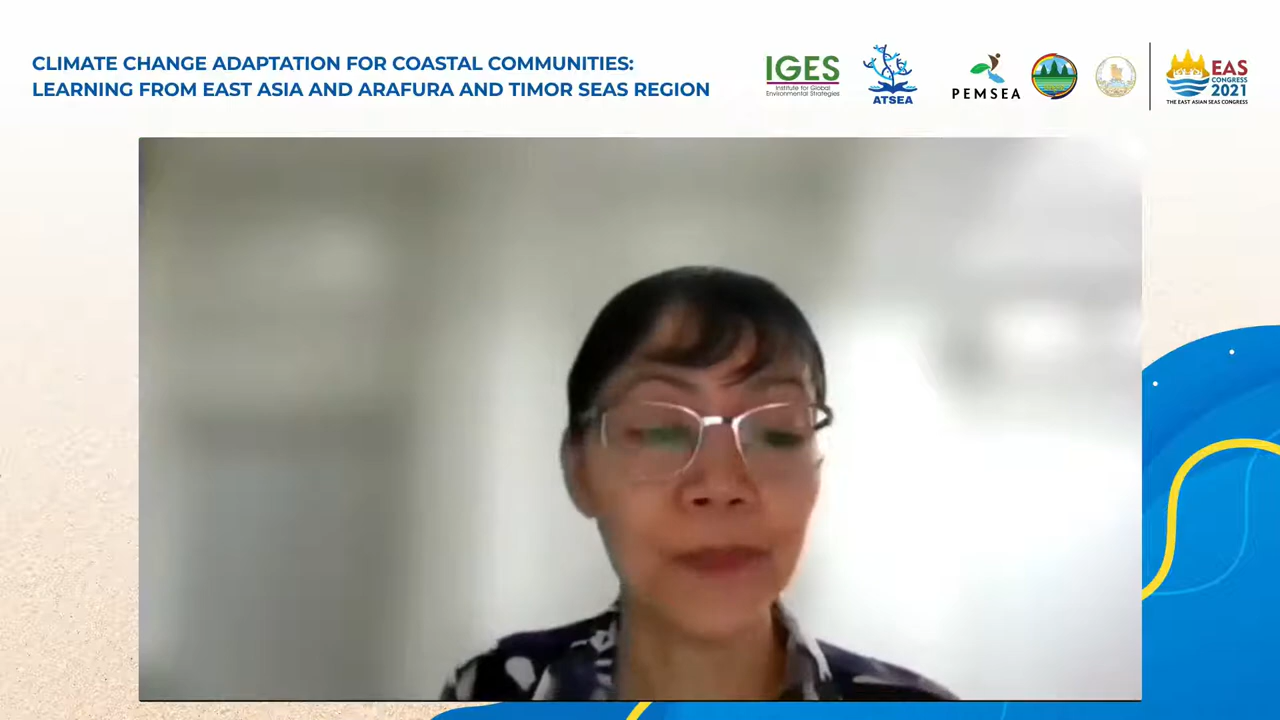 CLIMATE CHANGE ADAPTATION FOR COASTAL COMMUNITIES:
LEARNING FROM EAST ASIA AND ARAFURA AND TIMOR SEAS REGION
IGES
Institute for Global
Environmental Strategies
ATSEA
PEMSEA
EAS
CONGRESS
2021
THE EAST ASIAN SEAS CONGRESS